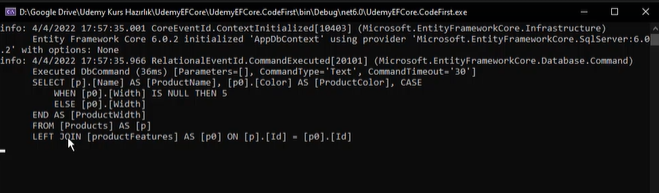 D:\Google Drive\Udemy Kurs Hazırlık\UdemyEFCore\UdemyEFCore.CodeFirst\bin\Debug\net6.0\UdemyEFCore.CodeFirst.exe
info: 4/4/2022 17:57:35.001 CoreEventId.ContextInitialized[10403] (Microsoft.EntityFrameworkCore.Infrastructure)
Entity Framework Core 6.0.2 initialized 'AppDbContext' using provider 'Microsoft.EntityFrameworkCore.SqlServer:6.0.
2' with options: None
info: 4/4/2022 17:57:35.966 RelationalEventId.CommandExecuted[20101] (Microsoft.EntityFrameworkCore.Database.Command)
Executed DbCommand (36ms) [Parameters=[], CommandType='Text', CommandTimeout='30']
SELECT [p].[Name] AS [ProductName], [p0].[Color] AS [ProductColor], CASE
WHEN [p0].[Width] IS NULL THEN 5
ELSE [p0].[Width]
END AS [ProductWidth]
FROM [Products] AS [p]
LEFT JOIN [productFeatures] AS [p0] ON [p].[Id] = [p0].[Id]